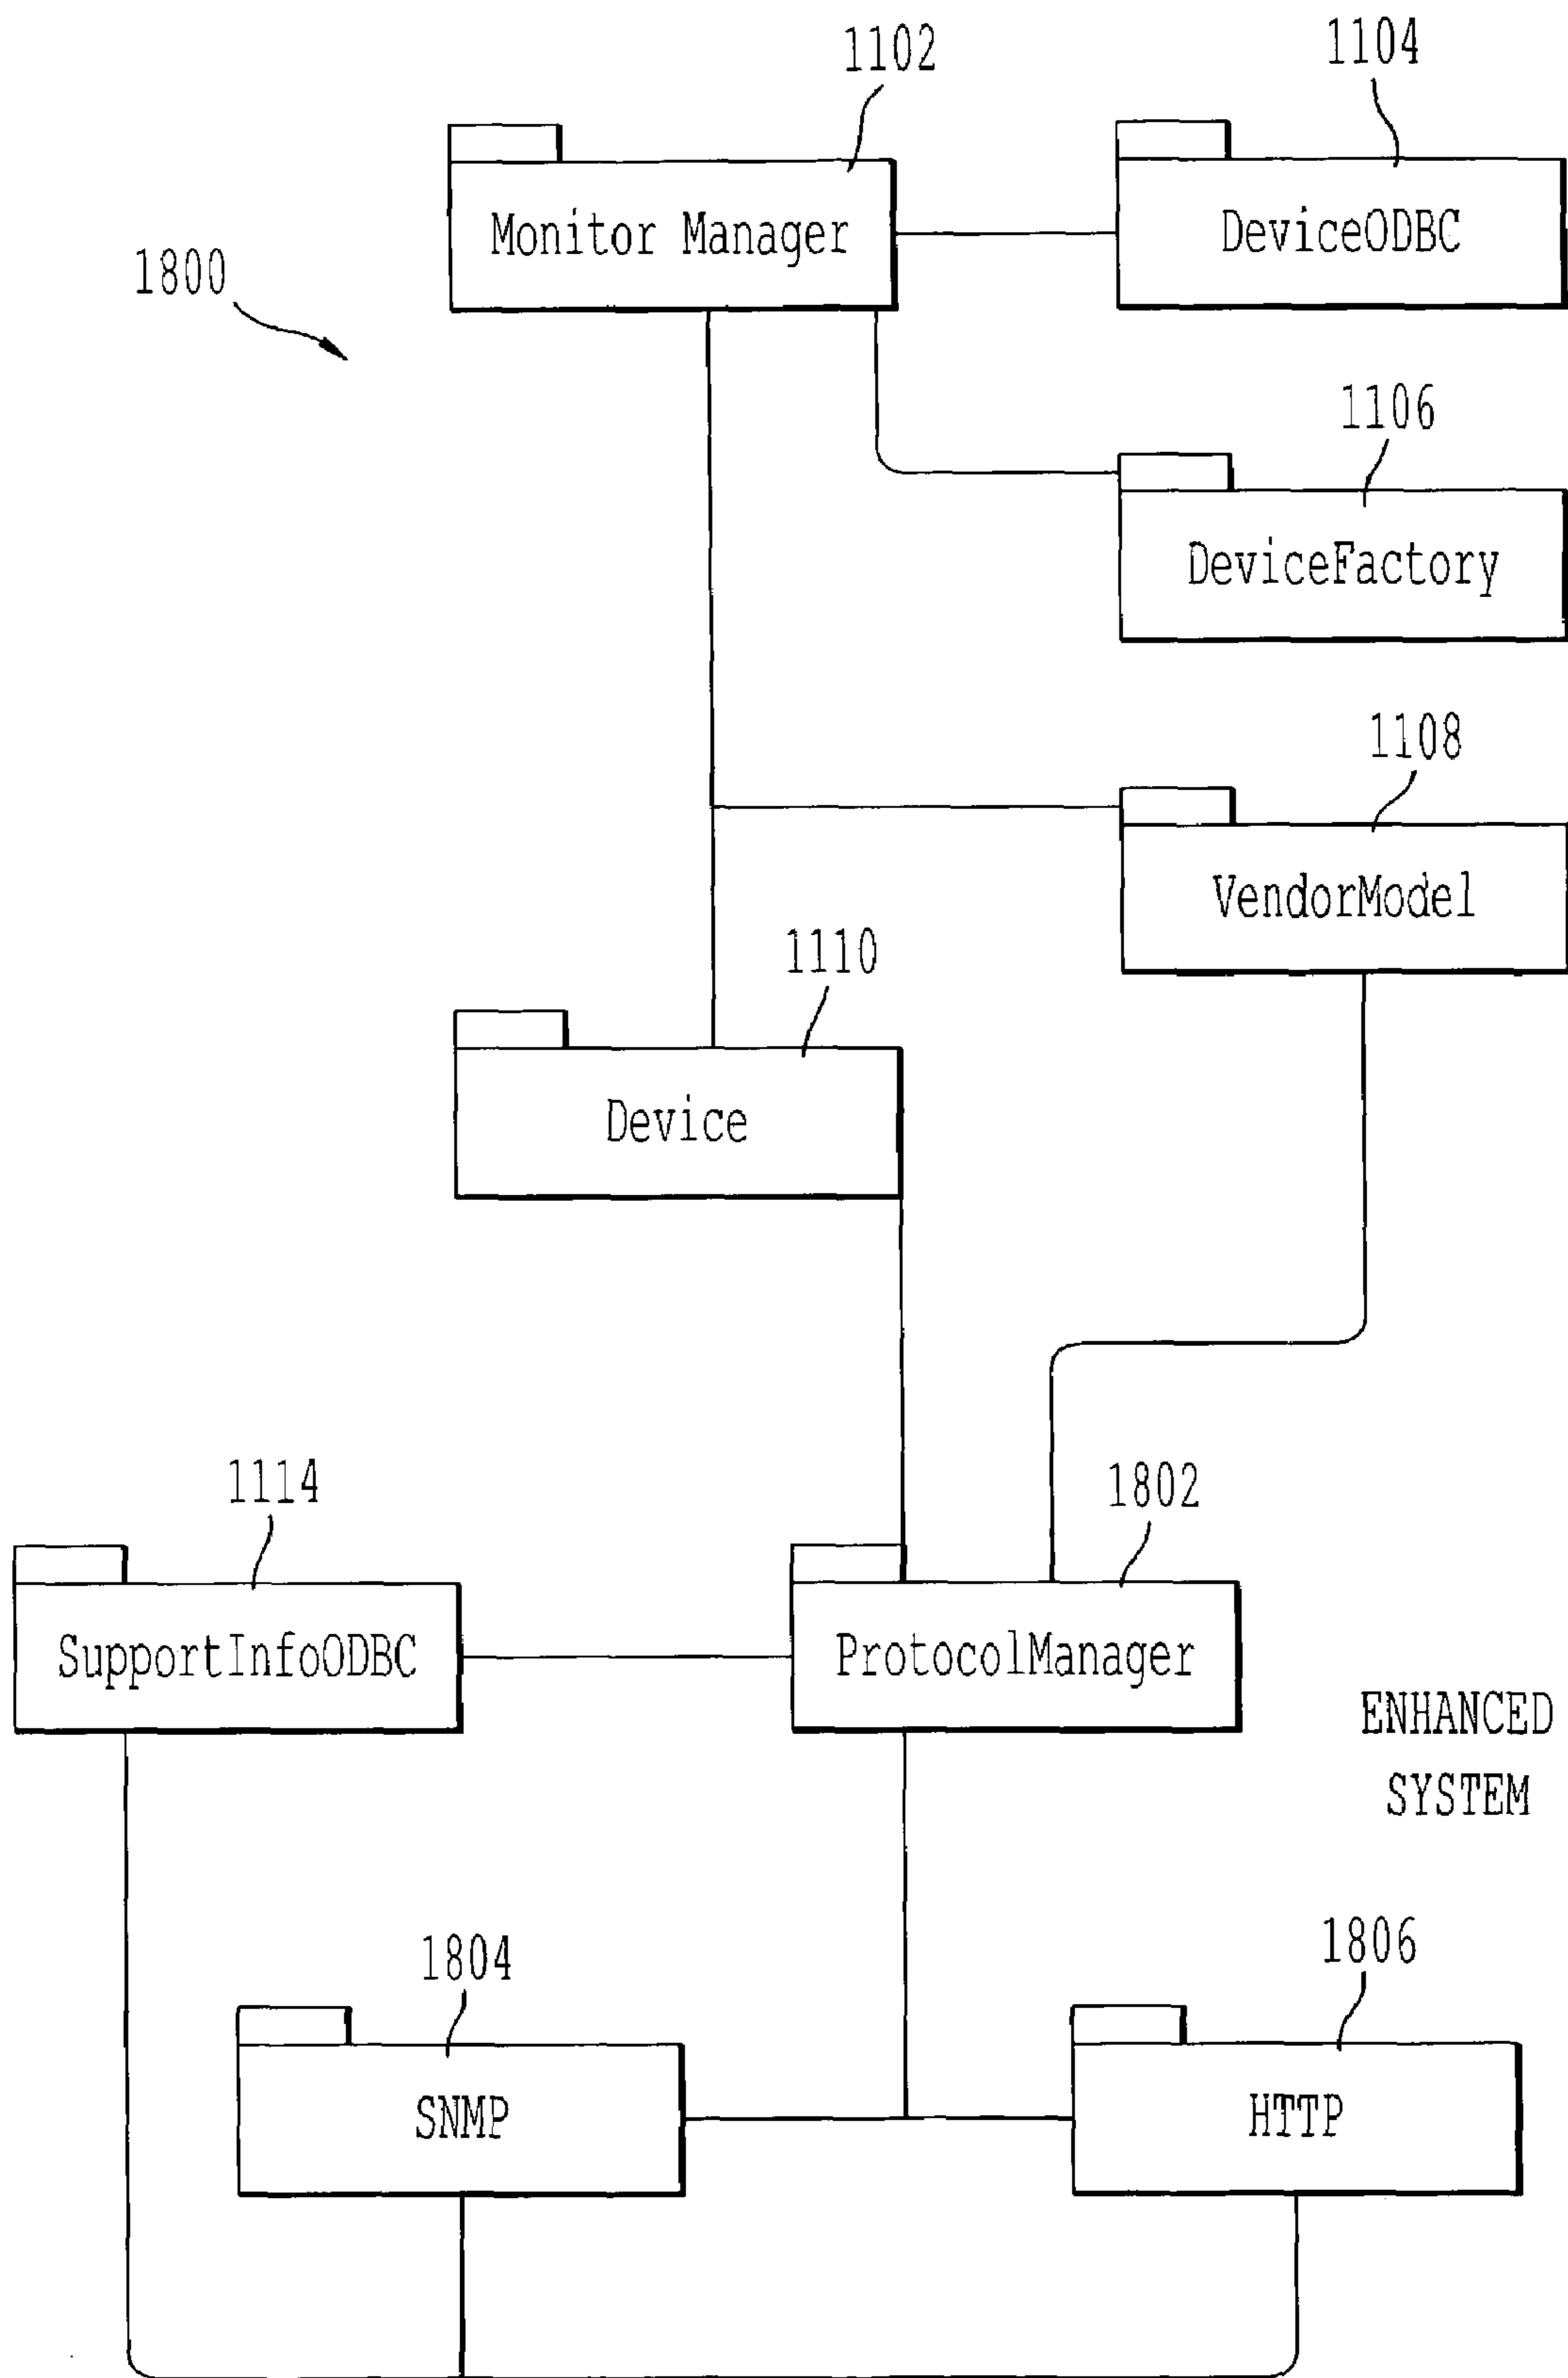 1102
1104
Monitor Manager
DeviceODBC
1800
1106
DeviceFactory
1108
VendorModel
1110
Device
1114
1802
SupportInfoODBC
ProtocolManager
ENHANCED
SYSTEM
1804
1806
SNMP
HTTP